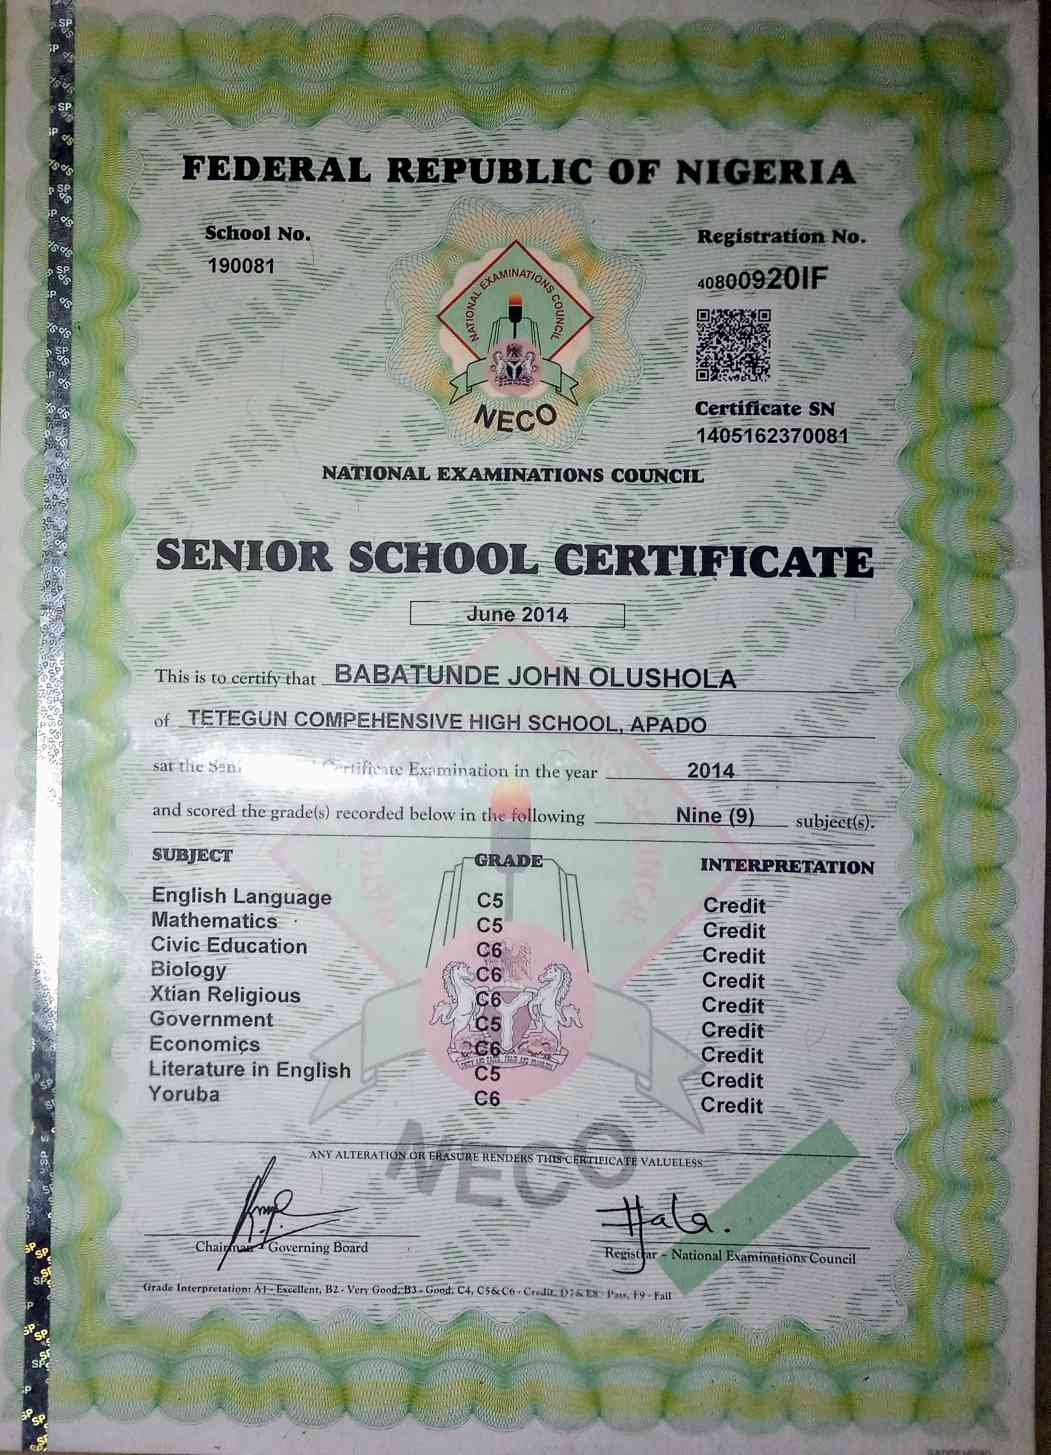 FEDERAL REPUBLIC OF NIGERIA
School No.
190081
Registration No.
40800920IF
NATIONAL EXAMINATIONS COUNCIL
NECO
Certificate SN
1405162370081
NATIONAL EXAMINATIONS COUNCIL
SENIOR SCHOOL CERTIFICATE
June 2014
This is to certify that BABATUNDE JOHN OLUSHOLA
of TETEGUN COMPEHENSIVE HIGH SCHOOL, APADO
sat the Certificate Examination in the year 2014
and scored the grade(s) recorded below in the following Nine (9) subject(s).
SUBJECT GRADE INTERPRETATION
English Language C5 Credit
Mathematics C5 Credit
Civic Education C6 Credit
Biology C6 Credit
Xtian Religious C6 Credit
Government C5 Credit
Economics C6 Credit
Literature in English C5 Credit
Yoruba C6 Credit
NECO
ANY ALTERATION OR ERASURE RENDERS THIS CERTIFICATE VALUELESS
Chairman - Governing Board
Registrar – National Examinations Council
Grade Interpretation: A1 - Excellent, B2 - Very Good; B3 - Good; C4, C5 & C6 - Credit, D7 & E8 - Pass, F9 - Fail